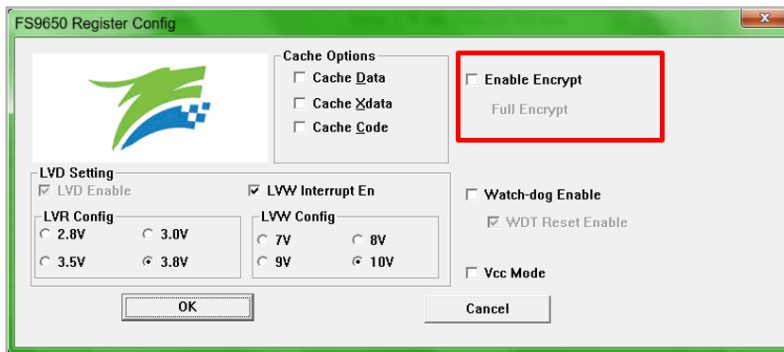 FS9650 Register Config
Cache Options
Cache Data
Cache Xdata
Cache Code
Enable Encrypt
Full Encrypt
LVD Setting
LVD Enable
LVW Interrupt En
LVR Config
2.8V
3.0V
3.5V
3.8V
LVW Config
7V
8V
9V
10V
Watch-dog Enable
WDT Reset Enable
Vcc Mode
OK
Cancel